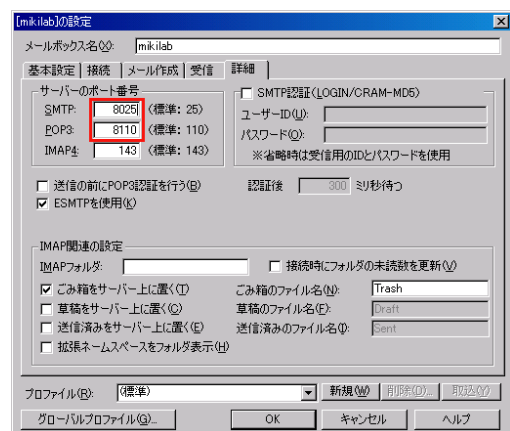 [mikilab]の設定
メールボックス名(X): mikilab
基本設定 接続 メール作成 受信 詳細
サーバーのポート番号
SMTP: 8025 (標準: 25)
POP3: 8110 (標準: 110)
IMAP4: 143 (標準: 143)
SMTP認証(LOGIN/CRAM-MD5)
ユーザーID(U):
パスワード(O):
※省略時は受信用のIDとパスワードを使用
送信の前にPOP3認証を行う(B) 認証後 300 ミリ秒待つ
ESMTPを使用(K)
IMAP関連の設定
IMAPフォルダ: 接続時にフォルダの未読数を更新(V)
ごみ箱をサーバー上に置く(T) ごみ箱のファイル名(N): Trash
草稿をサーバー上に置く(C) 草稿のファイル名(F): Draft
送信済みをサーバー上に置く(E) 送信済みのファイル名(I): Sent
拡張ネームスペースをフォルダ表示(H)
プロファイル(R): (標準) 新規(W) 削除(D)... 取込(Y)
グローバルプロファイル(G)... OK キャンセル ヘルプ